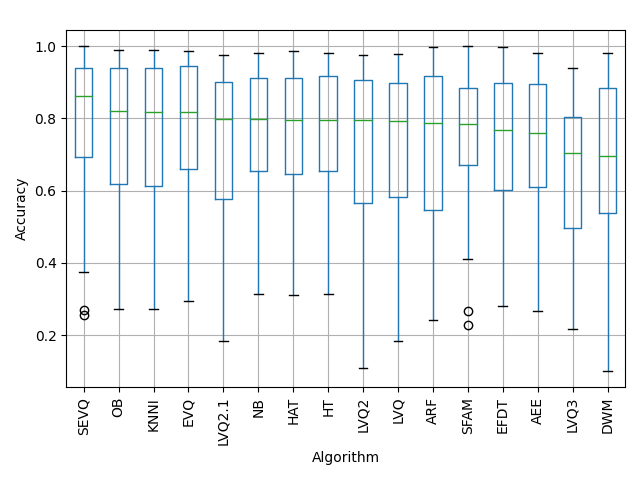 1.0
0.8
0.6
0.4
0.2
Accuracy
SEVQ
OB
KNNI
EVQ
LVQ2.1
NB
HAT
HT
LVQ2
LVQ
ARF
SFAM
EFDT
AEE
LVQ3
DWM
Algorithm